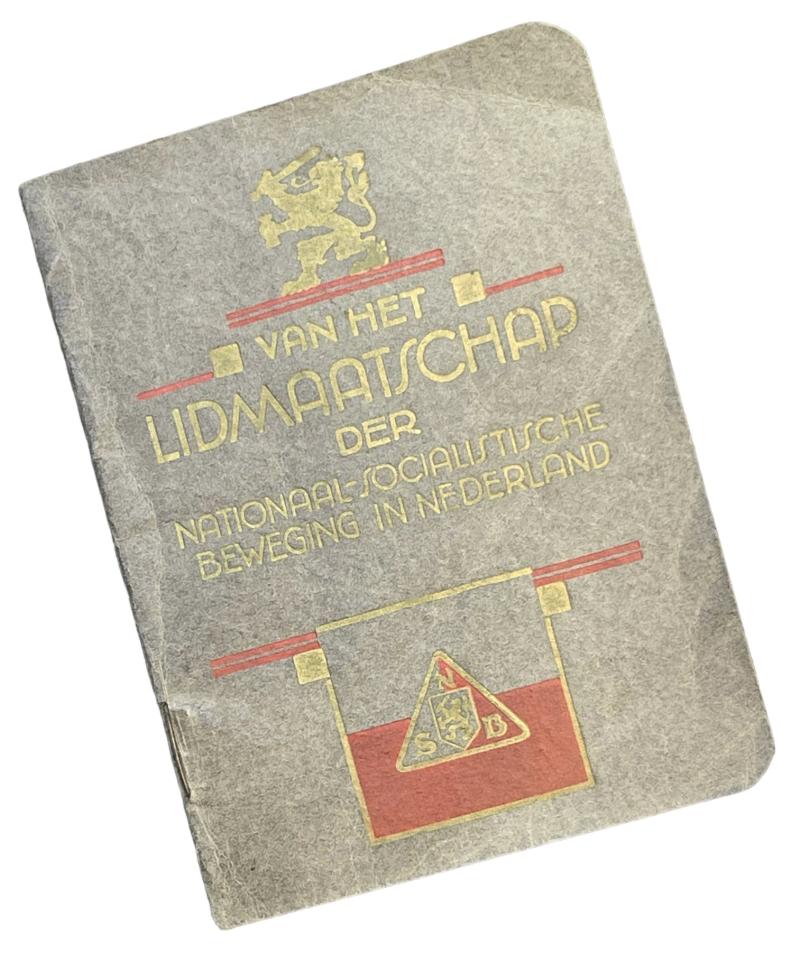 VAN HET
LIDMAATSCHAP
DER
NATIONAAL-SOCIALISTISCHE
BEWEGING IN NEDERLAND
N
S B